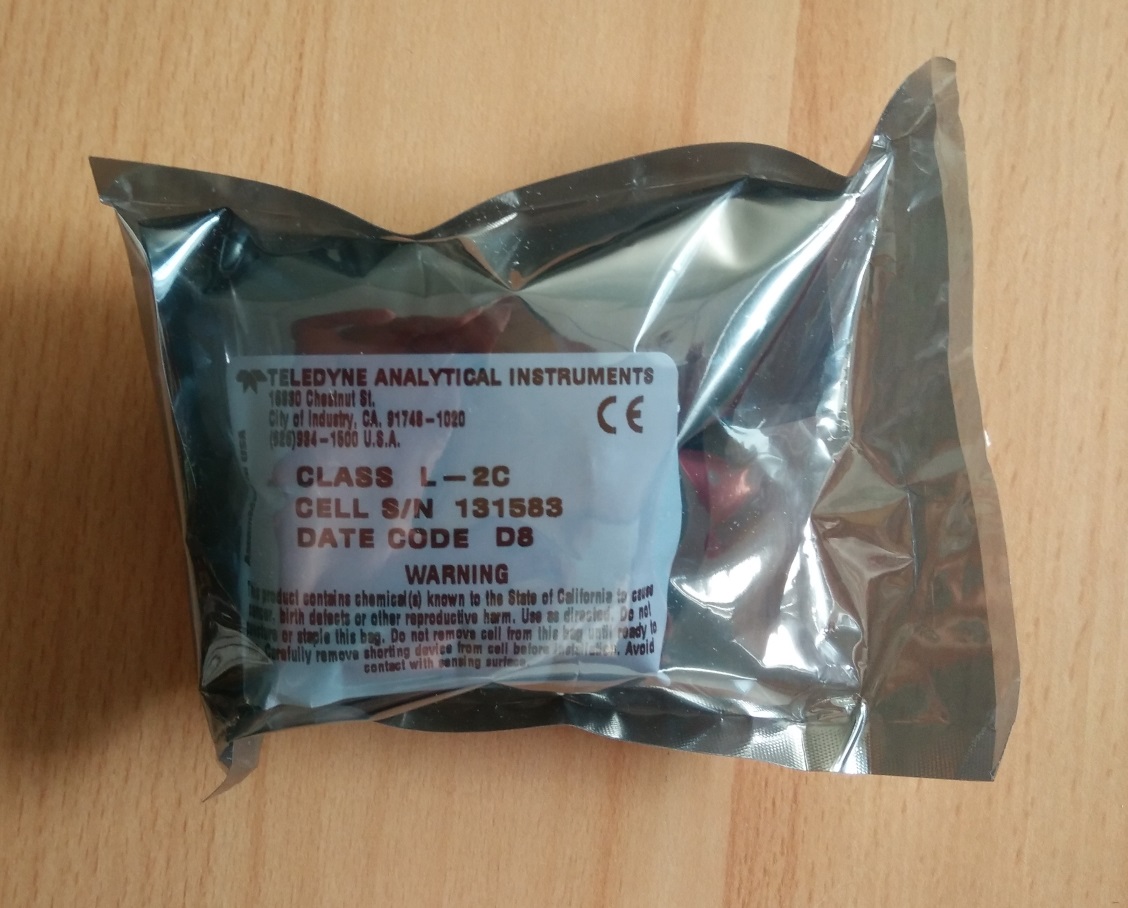 TELEDYNE ANALYTICAL INSTRUMENTS
Chestnut St.
City of Industry, CA. 91748-1020
U.S.A.
CE
CLASS L-2C
CELL S/N 131583
DATE CODE D8
WARNING
product contains chemical(s) known to the State of California to cause
birth defects or other reproductive harm. Use as directed. Do not
or staple this bag. Do not remove cell from this bag until ready to
Carefully remove shorting device from cell before installation. Avoid
contact with sensing surface.